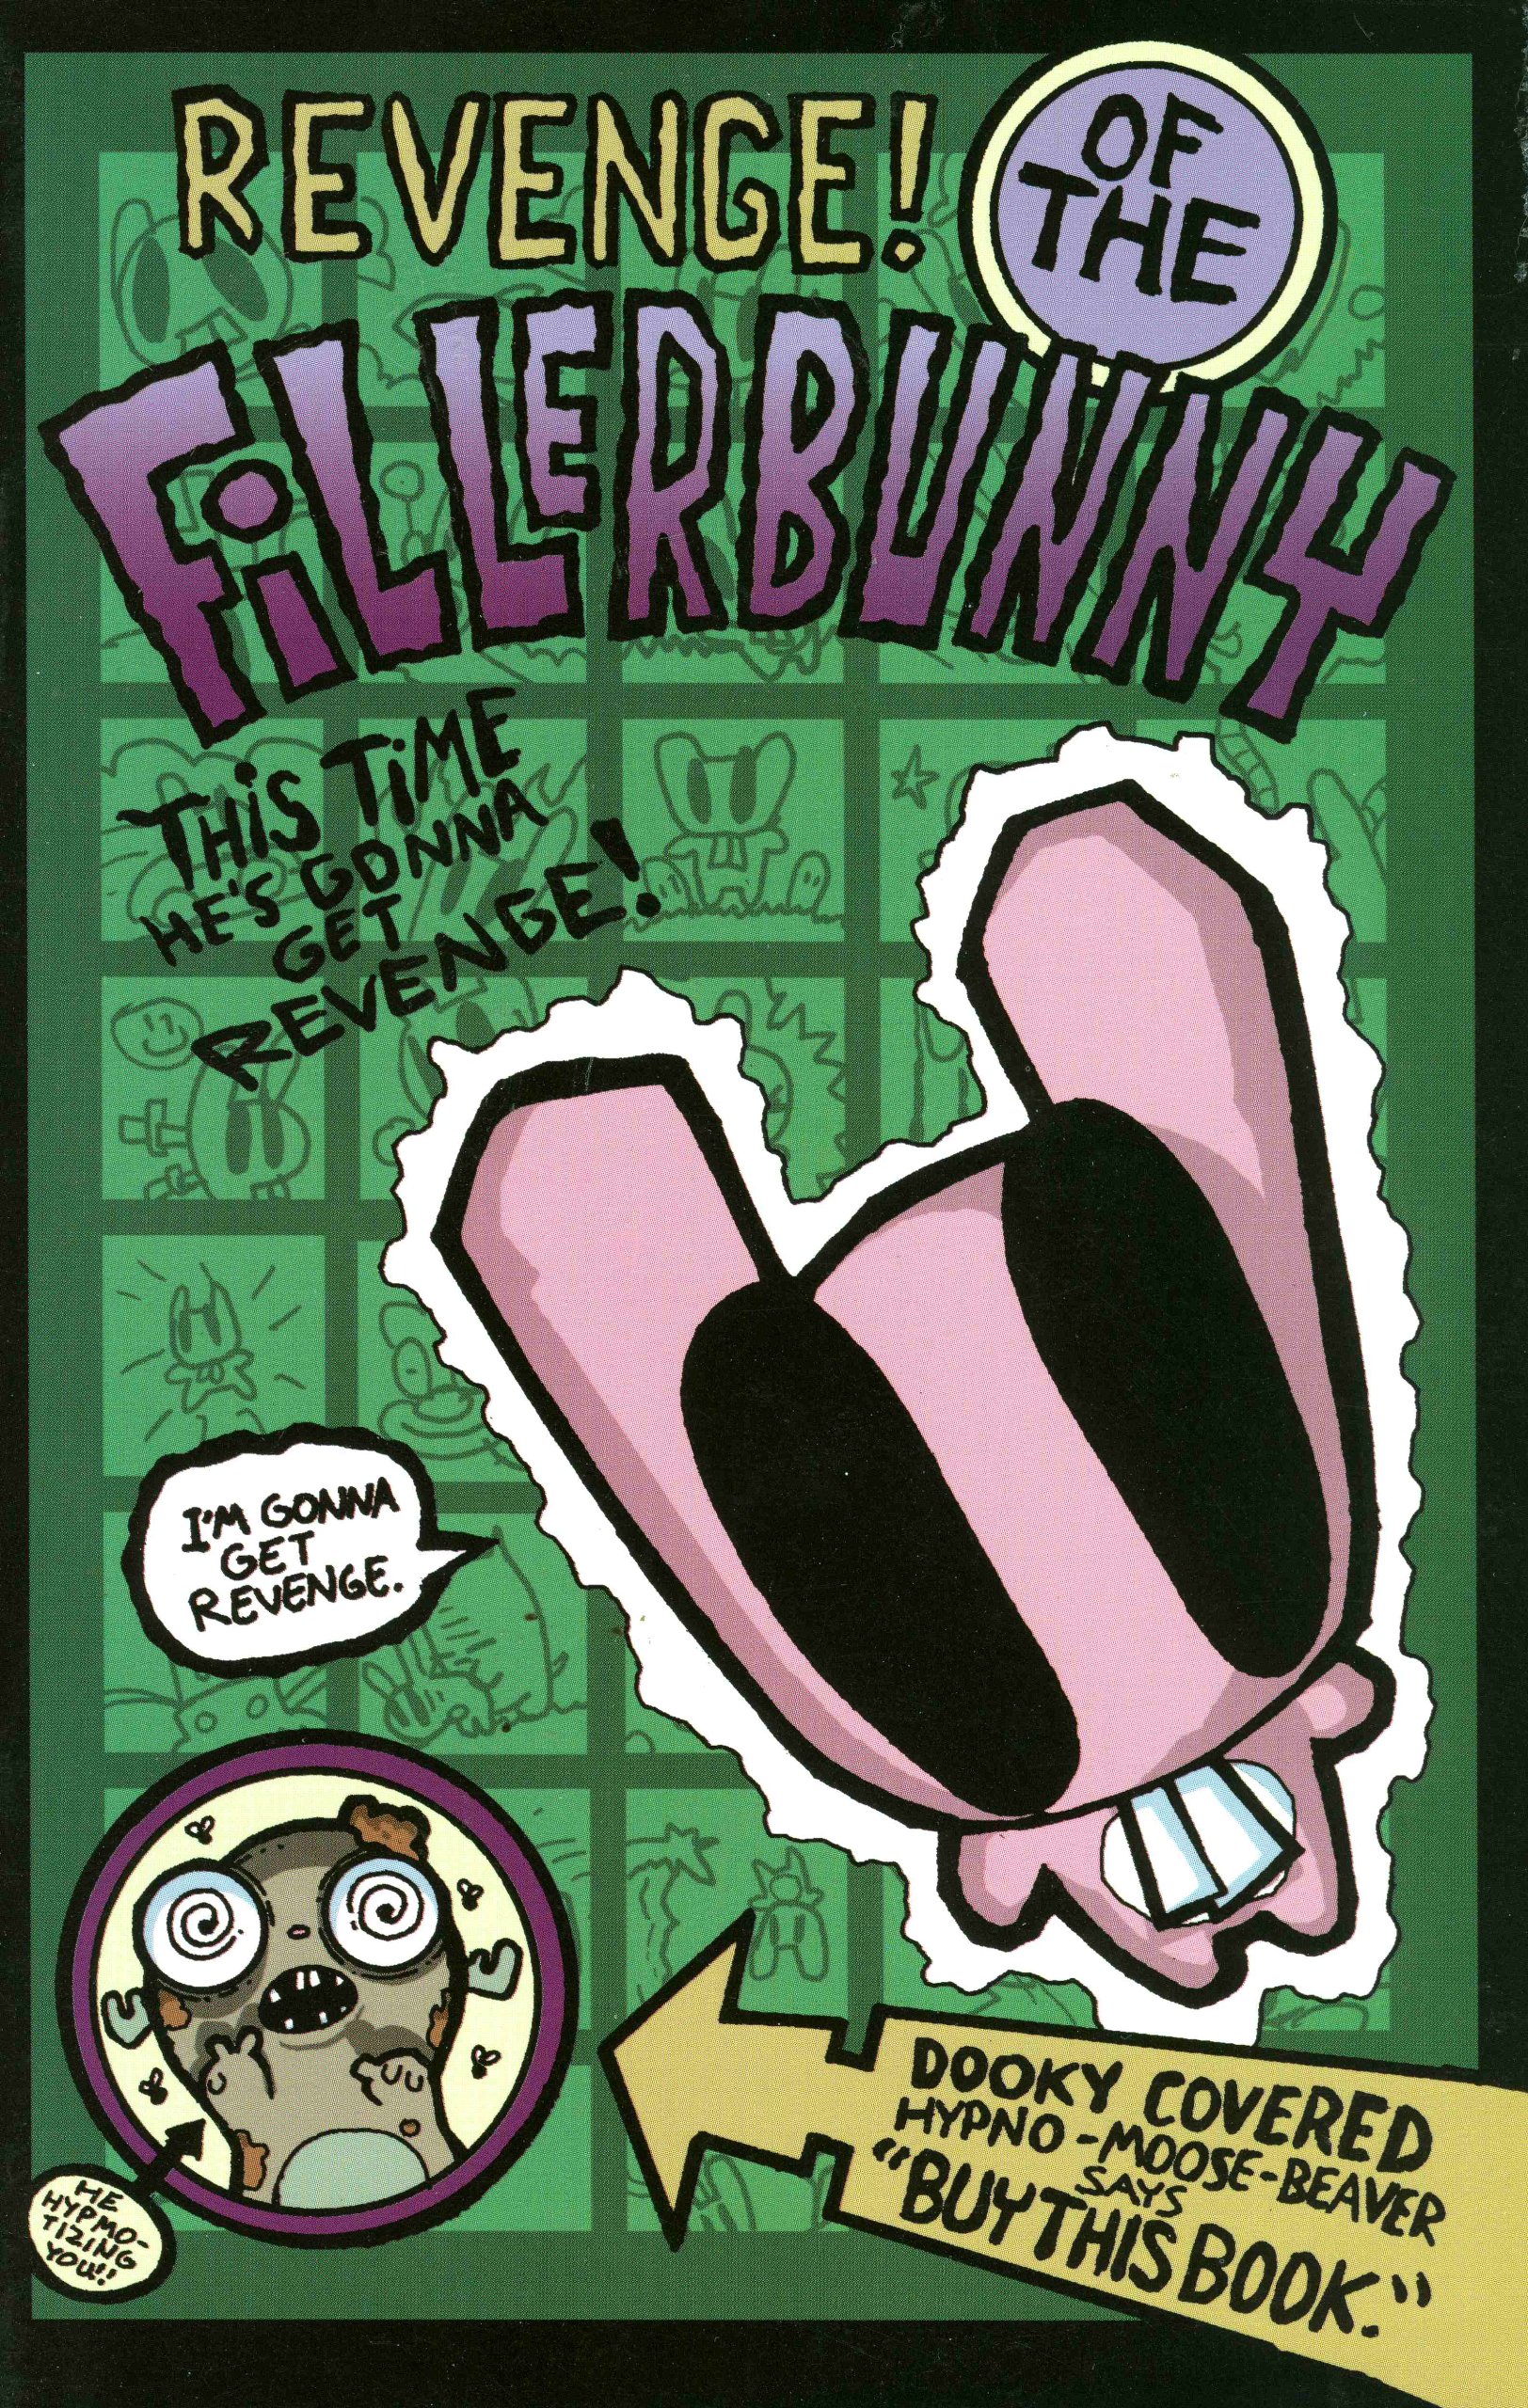 REVENGE!
OF
THE
FiLLERBUNNY
THiS TiME
HE'S GONNA
GET
REVENGE!
I'M GONNA
GET
REVENGE.
DOOKY COVERED
HYPNO-MOOSE-BEAVER
SAYS
"BUY THIS BOOK."
HE
HYPMO-
TIZING
YOU!!